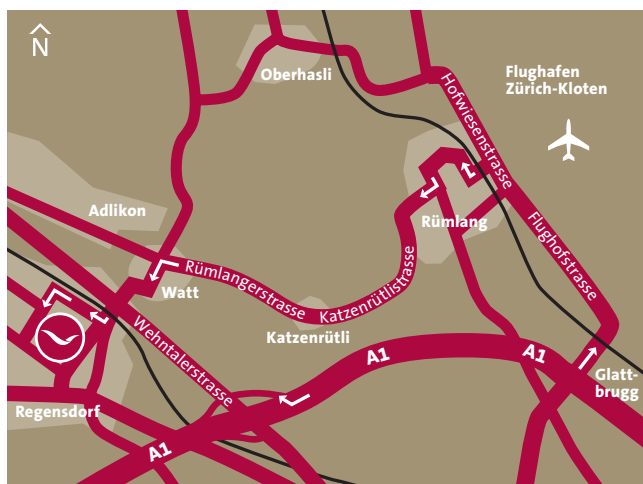 N
Oberhasli
Flughafen
Zürich-Kloten
Hofwiesenstrasse
Adlikon
Rümlang
Flughofstrasse
Watt
Rümlangerstrasse
Katzenrütlistrasse
Katzenrütli
Wehntalerstrasse
A1
A1
Glatt-
brugg
Regensdorf
A1